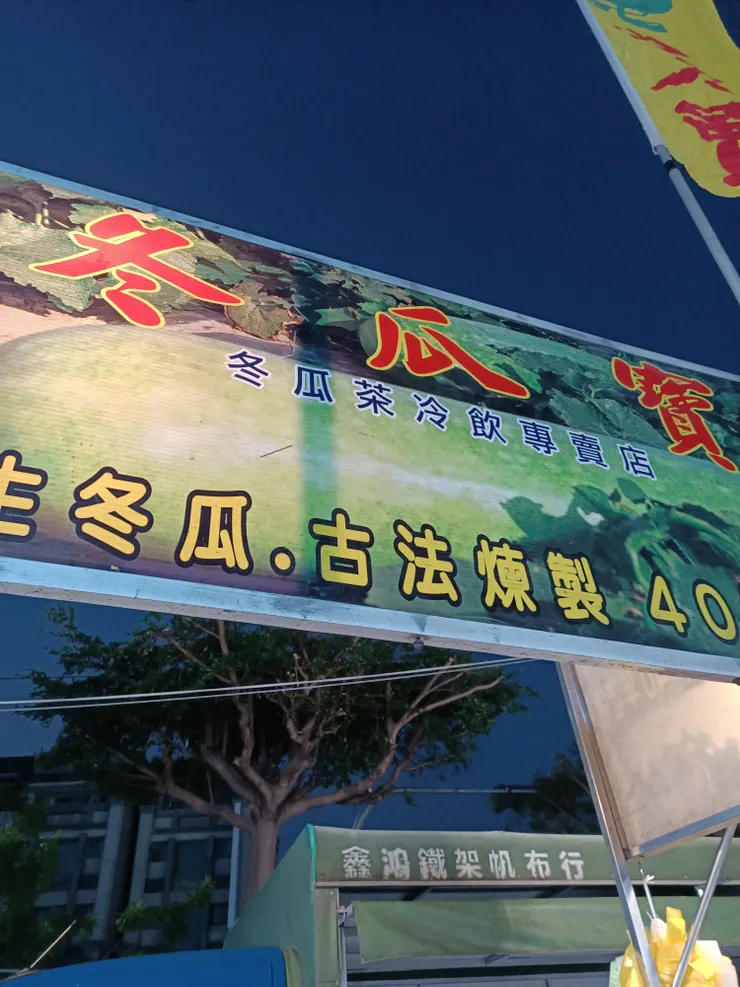 冬瓜寶
冬瓜茶冷飲專賣店
冬瓜.古法煉製 40
鑫鴻鐵架帆布行
寶